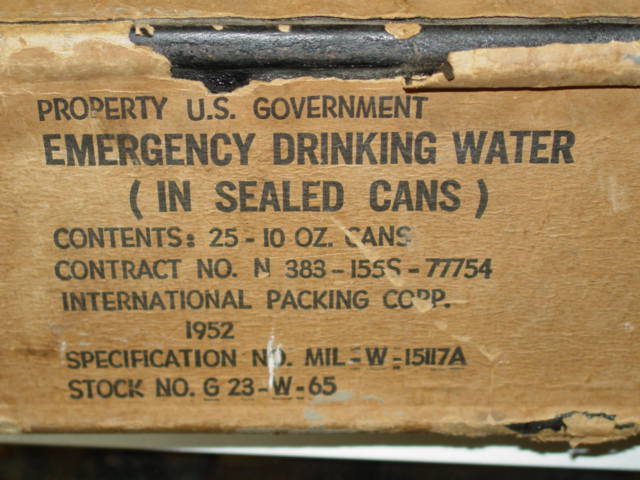 PROPERTY U.S. GOVERNMENT
EMERGENCY DRINKING WATER
( IN SEALED CANS )
CONTENTS: 25-10 OZ. CANS
CONTRACT NO. N 383-155S-77754
INTERNATIONAL PACKING CORP.
1952
SPECIFICATION NO. MIL-W-15117A
STOCK NO. G 23-W-65